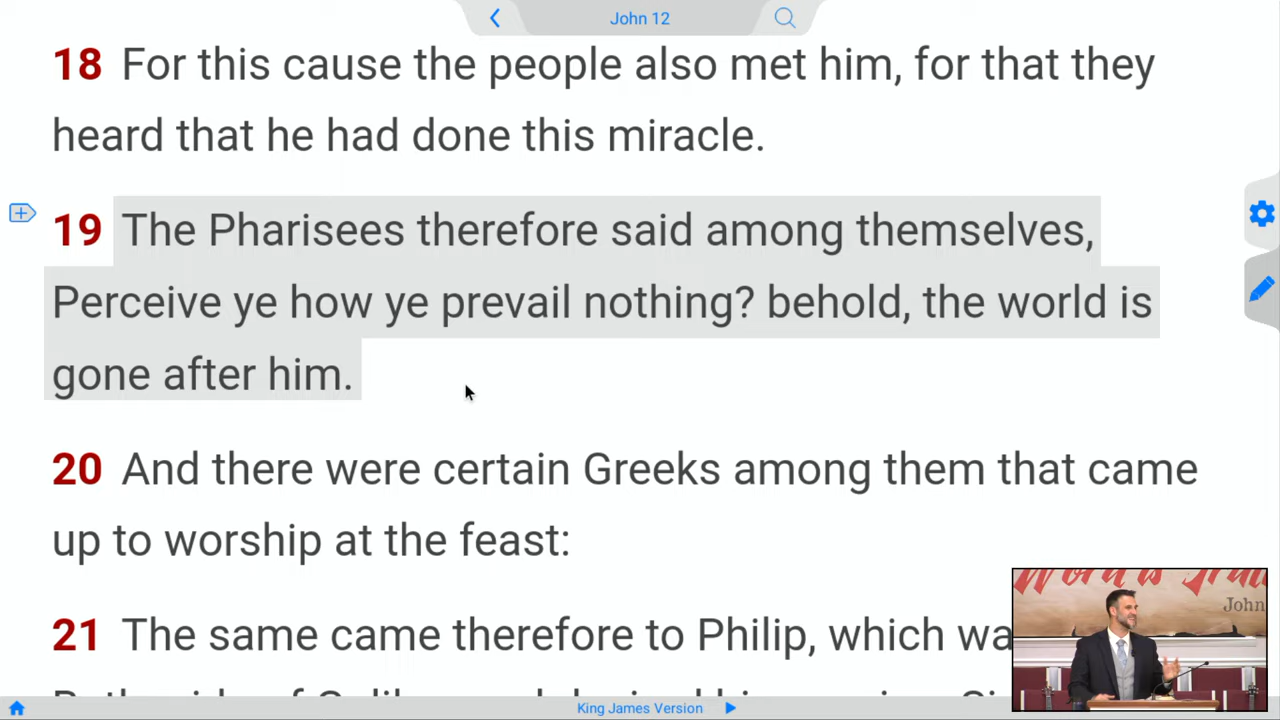 John 12
18 For this cause the people also met him, for that they
heard that he had done this miracle.
19 The Pharisees therefore said among themselves,
Perceive ye how ye prevail nothing? behold, the world is
gone after him.
20 And there were certain Greeks among them that came
up to worship at the feast:
21 The same came therefore to Philip, which wa
Word is
John
King James Version